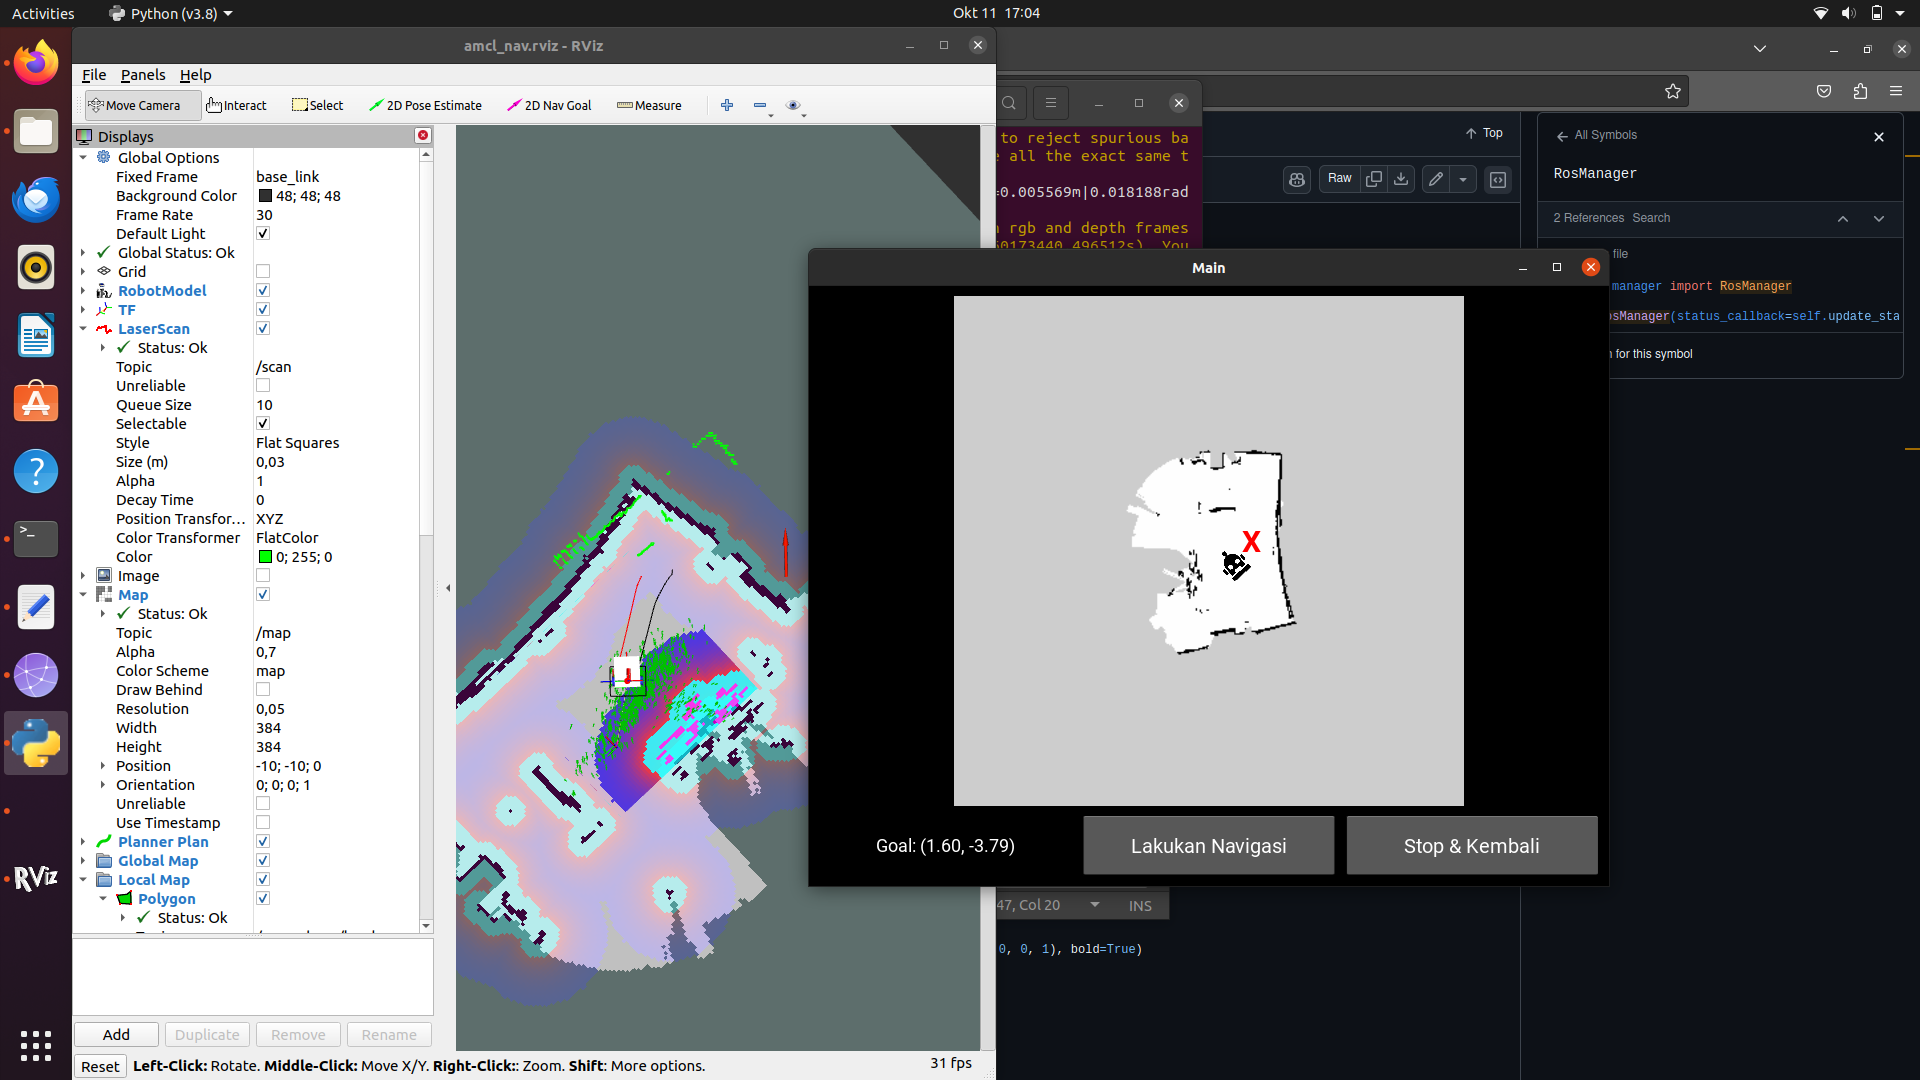 Activities
Python (v3.8)
Okt 11 17:04
amcl_nav.rviz - RViz
File Panels Help
Move Camera Interact Select 2D Pose Estimate 2D Nav Goal Measure
Displays
Global Options
Fixed Frame base_link
Background Color 48; 48; 48
Frame Rate 30
Default Light
Global Status: Ok
Grid
RobotModel
TF
LaserScan
Status: Ok
Topic /scan
Unreliable
Queue Size 10
Selectable
Style Flat Squares
Size (m) 0,03
Alpha 1
Decay Time 0
Position Transfor... XYZ
Color Transformer FlatColor
Color 0; 255; 0
Image
Map
Status: Ok
Topic /map
Alpha 0,7
Color Scheme map
Draw Behind
Resolution 0,05
Width 384
Height 384
Position -10; -10; 0
Orientation 0; 0; 0; 1
Unreliable
Use Timestamp
Planner Plan
Global Map
Local Map
Polygon
Status: Ok
Add Duplicate Remove Rename
Reset Left-Click: Rotate. Middle-Click: Move X/Y. Right-Click:: Zoom. Shift: More options.
31 fps
RViz
to reject spurious ba
all the exact same t
=0.005569m|0.018188rad
rgb and depth frames
60173440.496512s). You
Top
Raw
All Symbols
RosManager
2 References Search
file
manager import RosManager
osManager(status_callback=self.update_sta
for this symbol
Main
X
Goal: (1.60, -3.79)
Lakukan Navigasi
Stop & Kembali
47, Col 20
INS
0, 0, 1), bold=True)